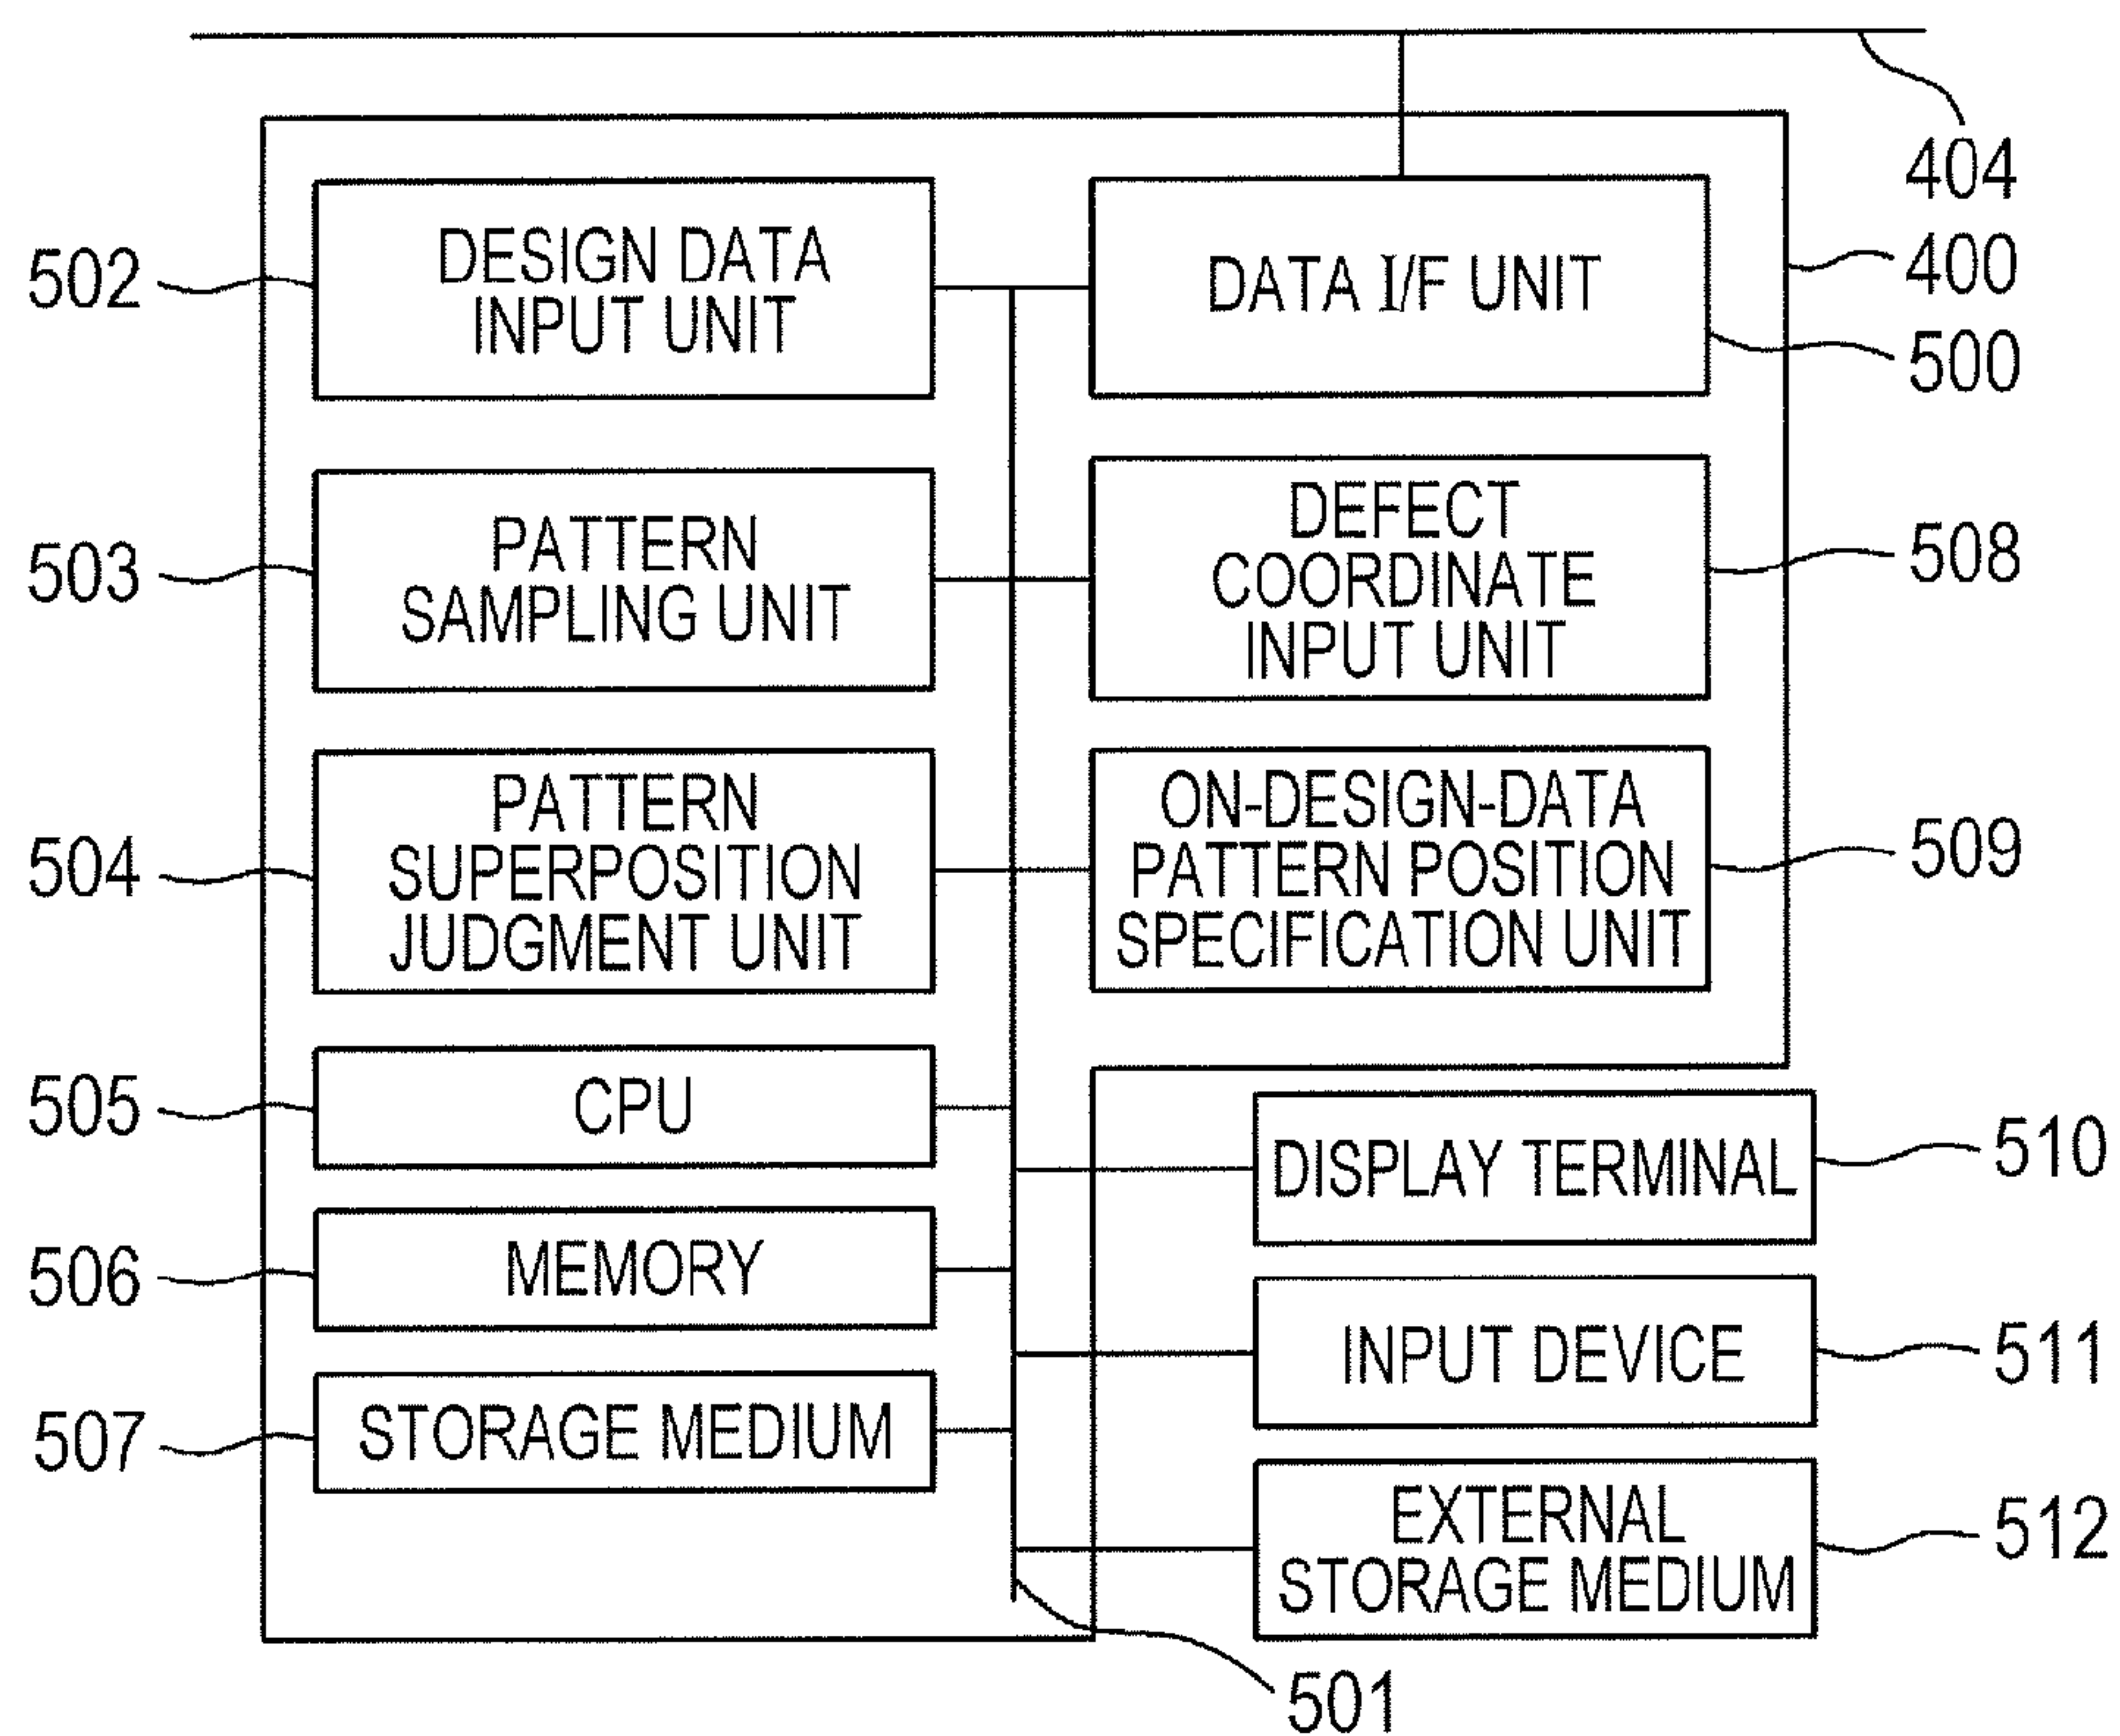 404
400
502
DESIGN DATA
INPUT UNIT
DATA I/F UNIT
500
503
PATTERN
SAMPLING UNIT
DEFECT
COORDINATE
INPUT UNIT
508
504
PATTERN
SUPERPOSITION
JUDGMENT UNIT
ON-DESIGN-DATA
PATTERN POSITION
SPECIFICATION UNIT
509
505
CPU
DISPLAY TERMINAL
510
506
MEMORY
INPUT DEVICE
511
507
STORAGE MEDIUM
EXTERNAL
STORAGE MEDIUM
512
501